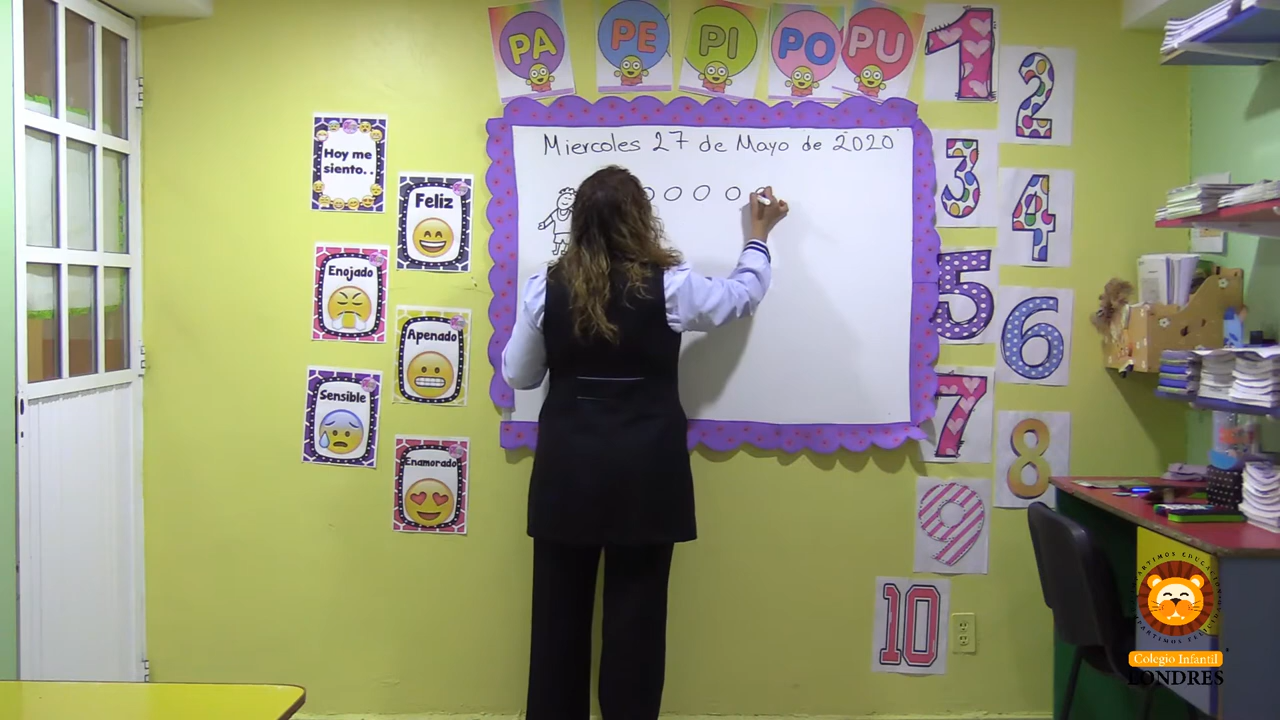 PA PE PI PO PU
Miercoles 27 de Mayo de 2020
Hoy me
siento. .
Feliz
Enojado
Apenado
Sensible
Enamorado
1
2
3
4
5
6
7
8
9
10
Colegio Infantil
LONDRES